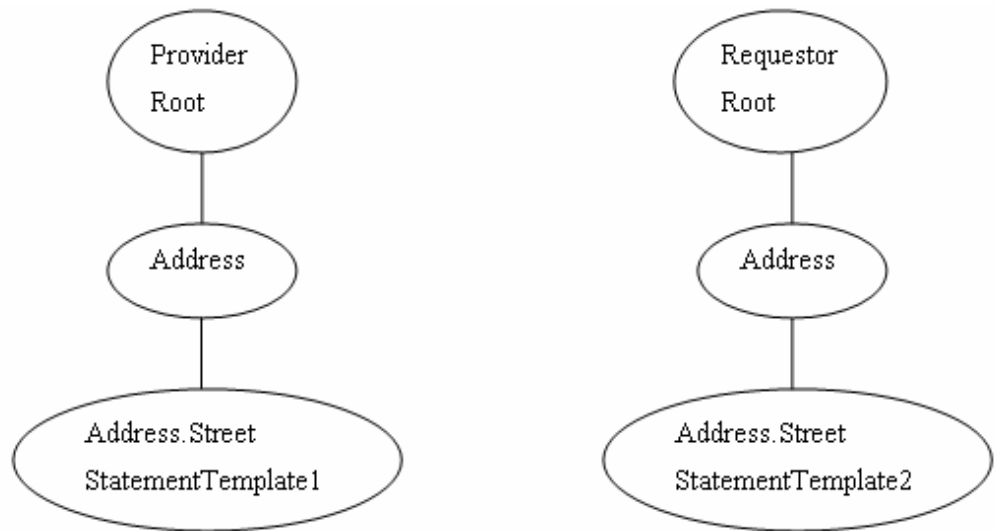 Provider
Root
Address
Address.Street
StatementTemplate1
Requestor
Root
Address
Address.Street
StatementTemplate2